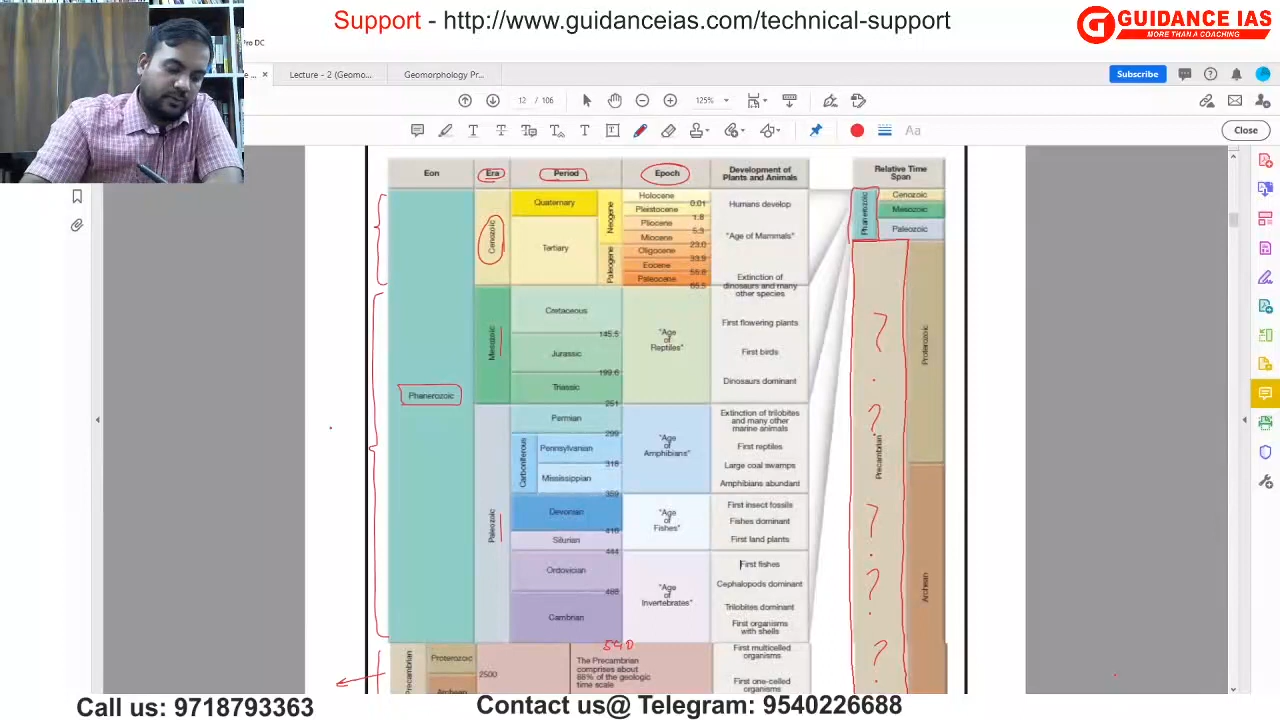 Support - http://www.guidanceias.com/technical-support
GUIDANCE IAS
MORE THAN A COACHING
Pro DC
Lecture - 2 (Geomo...
Geomorphology Pr...
Subscribe
12 / 106
125%
Aa
Close
Eon
Era
Period
Epoch
Development of
Plants and Animals
Relative Time
Span
Phanerozoic
Cenozoic
Quaternary
Tertiary
Neogene
Paleogene
Holocene
0.01
Pleistocene
1.8
Pliocene
5.3
Miocene
23.0
Oligocene
33.9
Eocene
55.8
Paleocene
65.5
Humans develop
"Age of Mammals"
Extinction of
dinosaurs and many
other species
Mesozoic
Cretaceous
145.5
Jurassic
199.6
Triassic
251
"Age
of
Reptiles"
First flowering plants
First birds
Dinosaurs dominant
Paleozoic
Permian
299
Carboniferous
Pennsylvanian
318
Mississippian
359
"Age
of
Amphibians"
Extinction of trilobites
and many other
marine animals
First reptiles
Large coal swamps
Amphibians abundant
Devonian
416
Silurian
444
"Age
of
Fishes"
First insect fossils
Fishes dominant
First land plants
Ordovician
488
Cambrian
540
"Age
of
Invertebrates"
First fishes
Cephalopods dominant
Trilobites dominant
First organisms
with shells
Precambrian
Proterozoic
2500
Archean
The Precambrian
comprises about
88% of the geologic
time scale
First multicelled
organisms
First one-celled
organisms
Phanerozoic
Cenozoic
Mesozoic
Paleozoic
Precambrian
Proterozoic
Archean
?
?
?
?
?
Call us: 9718793363
Contact us@ Telegram: 9540226688